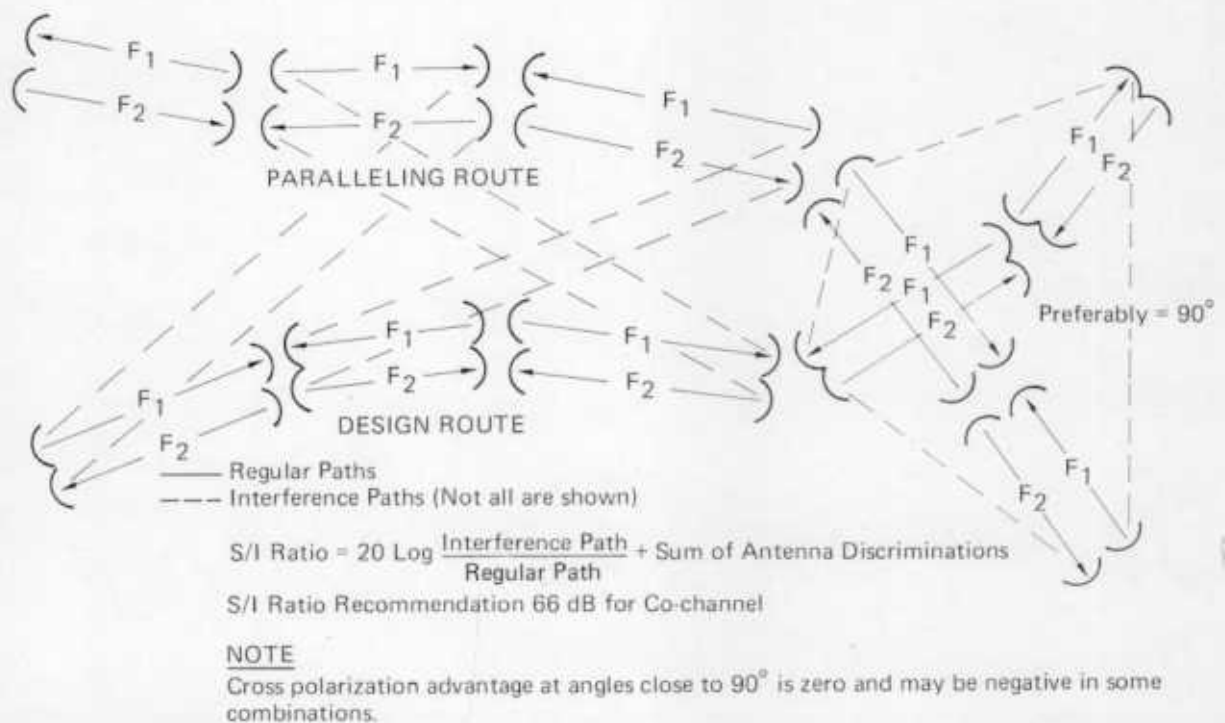 F1
F2
F1
F2
F1
F2
PARALLELING ROUTE
F1
F2
F1
F2
F1
F2
Preferably = 90°
F1
F2
F1
F2
F1
F2
DESIGN ROUTE
F1
F2
—— Regular Paths
--- Interference Paths (Not all are shown)
S/I Ratio = 20 Log Interference Path / Regular Path + Sum of Antenna Discriminations
S/I Ratio Recommendation 66 dB for Co-channel
NOTE
Cross polarization advantage at angles close to 90° is zero and may be negative in some
combinations.